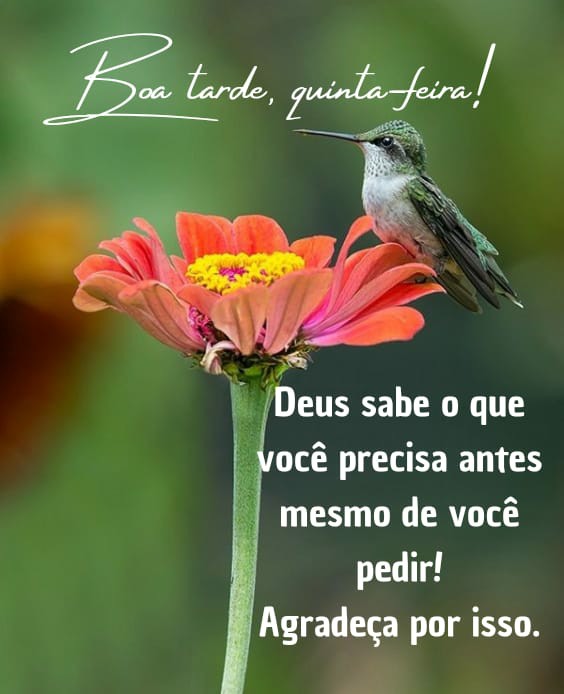 Boa tarde, quinta-feira!
Deus sabe o que
você precisa antes
mesmo de você
pedir!
Agradeça por isso.